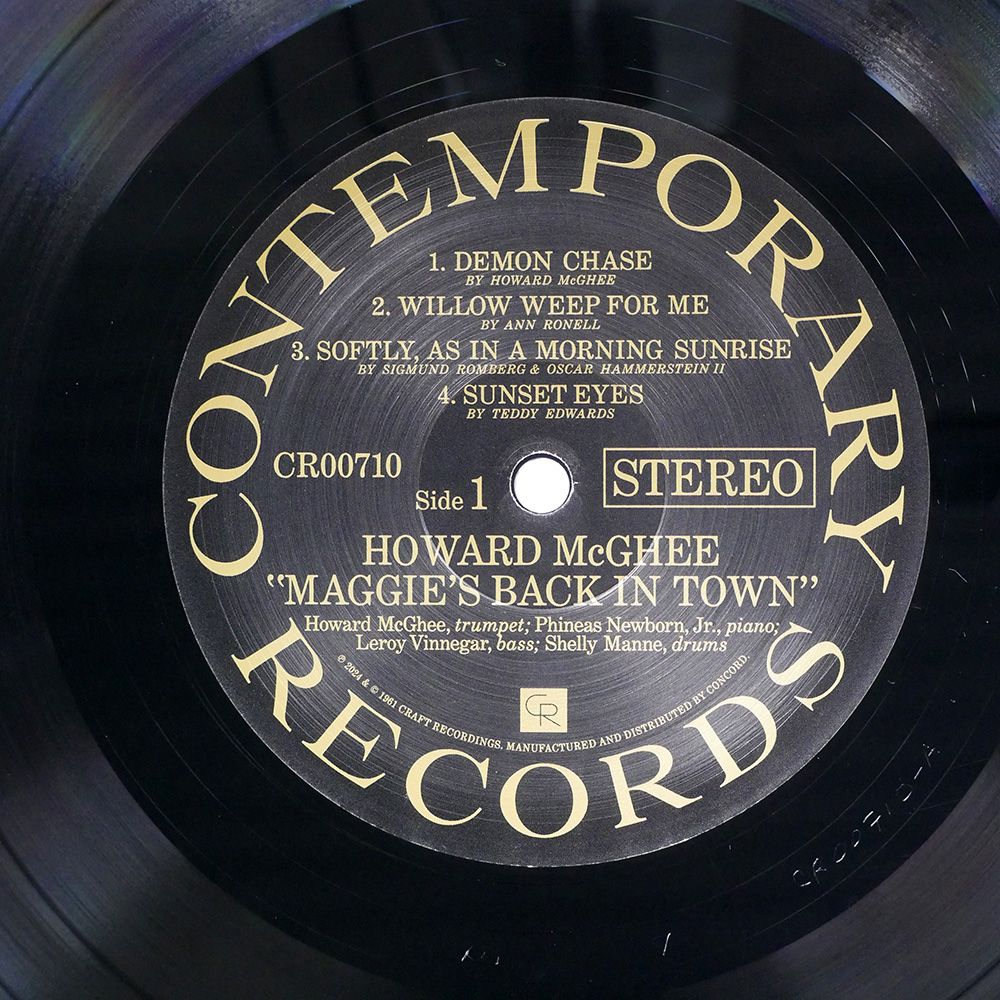 CONTEMPORARY
1. DEMON CHASE
BY HOWARD McGHEE
2. WILLOW WEEP FOR ME
BY ANN RONELL
3. SOFTLY, AS IN A MORNING SUNRISE
BY SIGMUND ROMBERG & OSCAR HAMMERSTEIN II
4. SUNSET EYES
BY TEDDY EDWARDS
CR00710
STEREO
Side 1
HOWARD McGHEE
“MAGGIE’S BACK IN TOWN”
Howard McGhee, trumpet; Phineas Newborn, Jr., piano;
Leroy Vinnegar, bass; Shelly Manne, drums
℗ 2024 & © 1961 CRAFT RECORDINGS. MANUFACTURED AND DISTRIBUTED BY CONCORD.
CR
RECORDS
CR00710-A